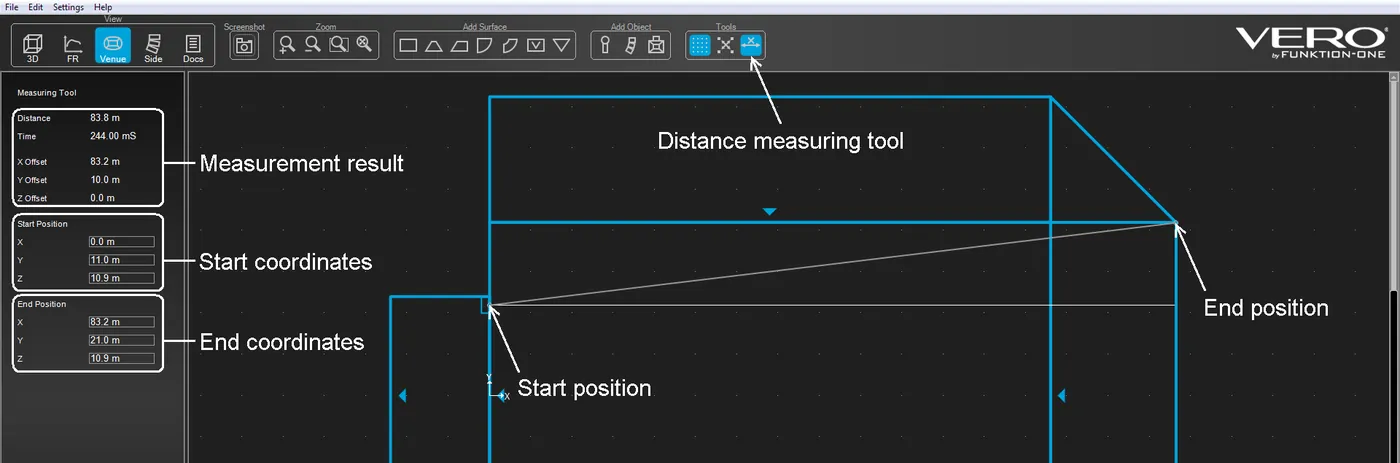 File Edit Settings Help
View
Screenshot
Zoom
Add Surface
Add Object
Tools
3D
FR
Venue
Side
Docs
VERO
by FUNKTION-ONE
Measuring Tool
Distance 83.8 m
Time 244.00 mS
X Offset 83.2 m
Y Offset 10.0 m
Z Offset 0.0 m
Measurement result
Distance measuring tool
Start Position
X 0.0 m
Y 11.0 m
Z 10.9 m
Start coordinates
End Position
X 83.2 m
Y 21.0 m
Z 10.9 m
End coordinates
End position
Start position
Y
X